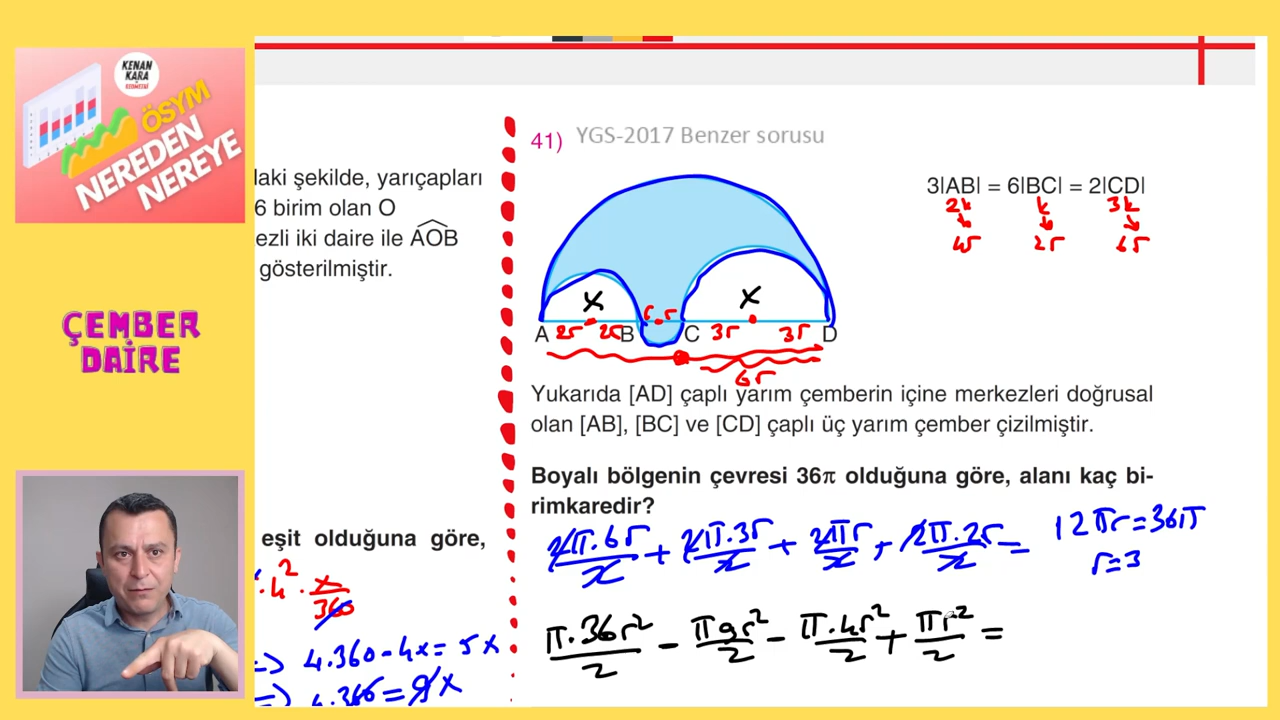 KENAN
KARA
ÖSYM
NEREDEN
NEREYE
ÇEMBER
DAİRE
laki şekilde, yarıçapları
6 birim olan O
ezli iki daire ile AOB
gösterilmiştir.
eşit olduğuna göre,
4.360-4x=5x
41) YGS-2017 Benzer sorusu
3|AB| = 6|BC| = 2|CD|
2k k 3k
4r 2r 6r
x x
A 2r 2r B r r C 3r 3r D
6r
Yukarıda [AD] çaplı yarım çemberin içine merkezleri doğrusal
olan [AB], [BC] ve [CD] çaplı üç yarım çember çizilmiştir.
Boyalı bölgenin çevresi 36π olduğuna göre, alanı kaç bi-
rimkaredir?
2π.6r/2 + 2π.3r/2 + 2πr/2 + 2π.2r/2 = 12πr=36π
r=3
π.36r²/2 - π9r²/2 - π.4r²/2 + πr²/2 =